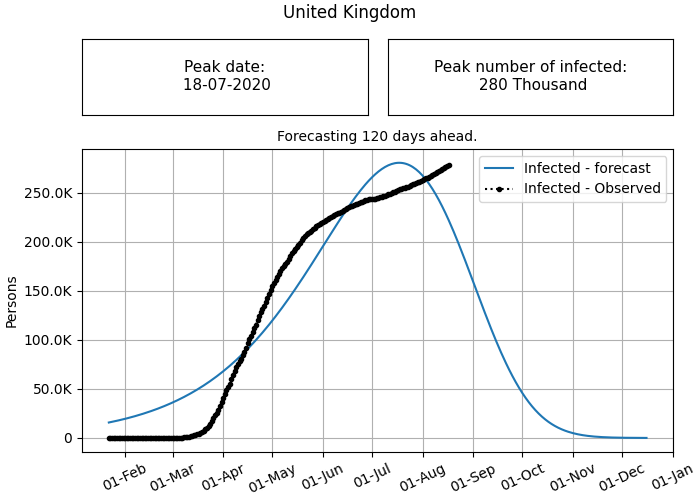 United Kingdom
Peak date:
18-07-2020
Peak number of infected:
280 Thousand
Forecasting 120 days ahead.
Infected - forecast
Infected - Observed
Persons
250.0K
200.0K
150.0K
100.0K
50.0K
0
01-Feb
01-Mar
01-Apr
01-May
01-Jun
01-Jul
01-Aug
01-Sep
01-Oct
01-Nov
01-Dec
01-Jan